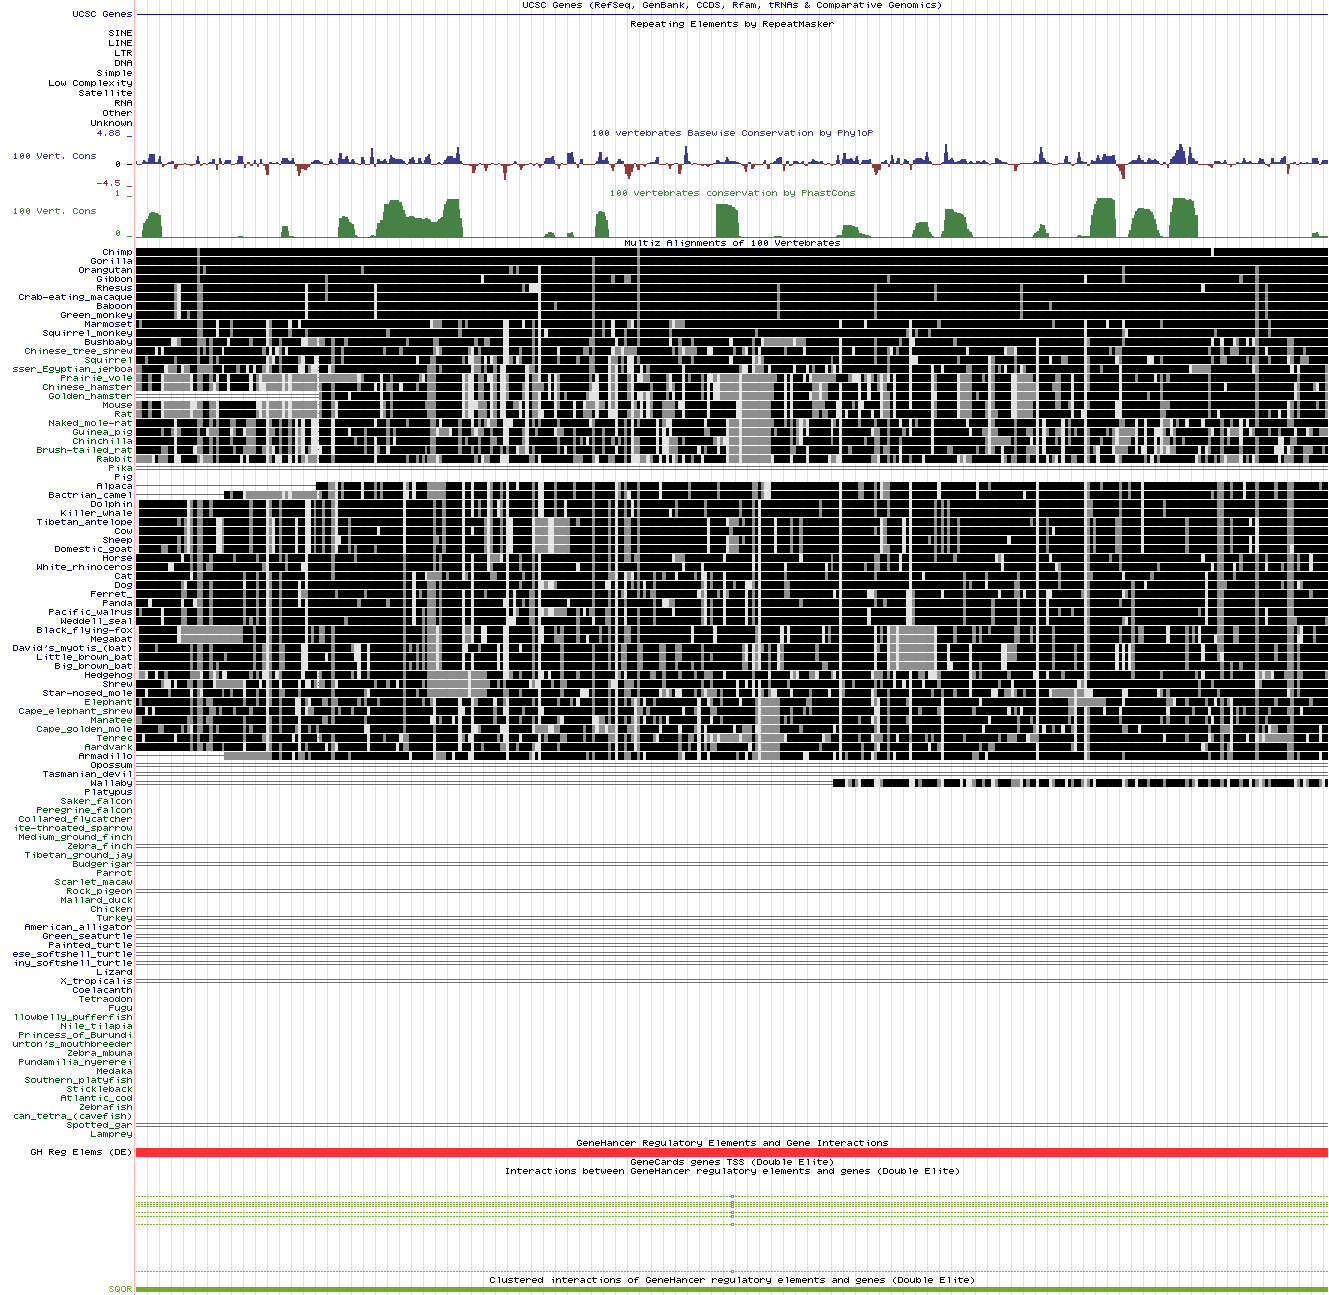 UCSC Genes (RefSeq, GenBank, CCDS, Rfam, tRNAs & Comparative Genomics)
UCSC Genes
Repeating Elements by RepeatMasker
SINE
LINE
LTR
DNA
Simple
Low Complexity
Satellite
RNA
Other
Unknown
100 vertebrates Basewise Conservation by PhyloP
4.88 _
100 Vert. Cons
0
-4.5 _
100 vertebrates conservation by PhastCons
1 _
100 Vert. Cons
0 _
Multiz Alignments of 100 Vertebrates
Chimp
Gorilla
Orangutan
Gibbon
Rhesus
Crab-eating_macaque
Baboon
Green_monkey
Marmoset
Squirrel_monkey
Bushbaby
Chinese_tree_shrew
Squirrel
sser_Egyptian_jerboa
Prairie_vole
Chinese_hamster
Golden_hamster
Mouse
Rat
Naked_mole-rat
Guinea_pig
Chinchilla
Brush-tailed_rat
Rabbit
Pika
Pig
Alpaca
Bactrian_camel
Dolphin
Killer_whale
Tibetan_antelope
Cow
Sheep
Domestic_goat
Horse
White_rhinoceros
Cat
Dog
Ferret_
Panda
Pacific_walrus
Weddell_seal
Black_flying-fox
Megabat
David's_myotis_(bat)
Little_brown_bat
Big_brown_bat
Hedgehog
Shrew
Star-nosed_mole
Elephant
Cape_elephant_shrew
Manatee
Cape_golden_mole
Tenrec
Aardvark
Armadillo
Opossum
Tasmanian_devil
Wallaby
Platypus
Saker_falcon
Peregrine_falcon
Collared_flycatcher
ite-throated_sparrow
Medium_ground_finch
Zebra_finch
Tibetan_ground_jay
Budgerigar
Parrot
Scarlet_macaw
Rock_pigeon
Mallard_duck
Chicken
Turkey
American_alligator
Green_seaturtle
Painted_turtle
ese_softshell_turtle
iny_softshell_turtle
Lizard
X_tropicalis
Coelacanth
Tetraodon
Fugu
llowbelly_pufferfish
Nile_tilapia
Princess_of_Burundi
urton's_mouthbreeder
Zebra_mbuna
Pundamilia_nyererei
Medaka
Southern_platyfish
Stickleback
Atlantic_cod
Zebrafish
can_tetra_(cavefish)
Spotted_gar
Lamprey
GeneHancer Regulatory Elements and Gene Interactions
GH Reg Elems (DE)
GeneCards genes TSS (Double Elite)
Interactions between GeneHancer regulatory elements and genes (Double Elite)
Clustered interactions of GeneHancer regulatory elements and genes (Double Elite)
SQOR